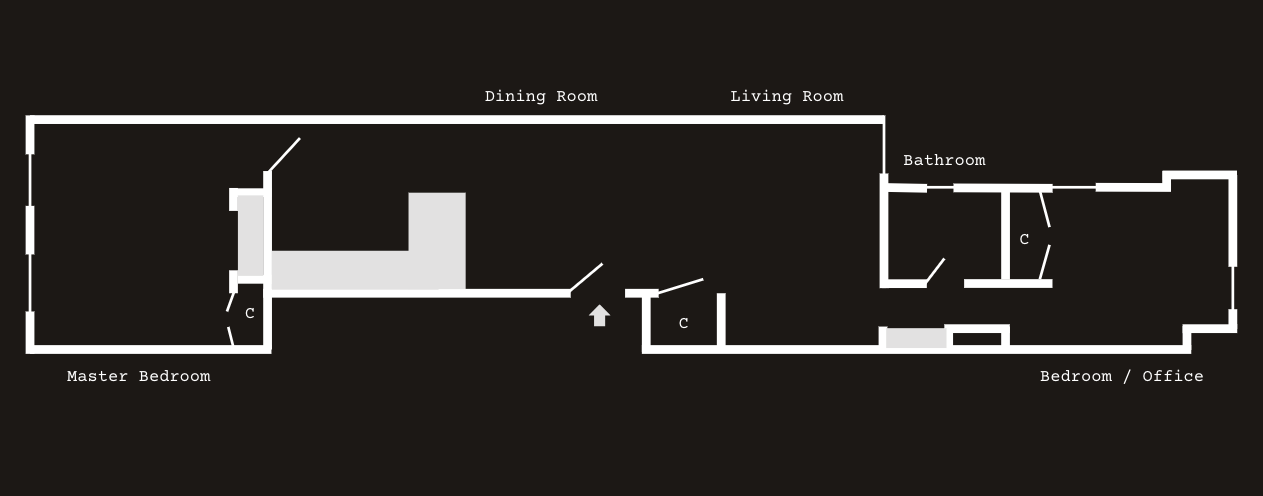 Dining Room
Living Room
Bathroom
C
C
C
Master Bedroom
Bedroom / Office